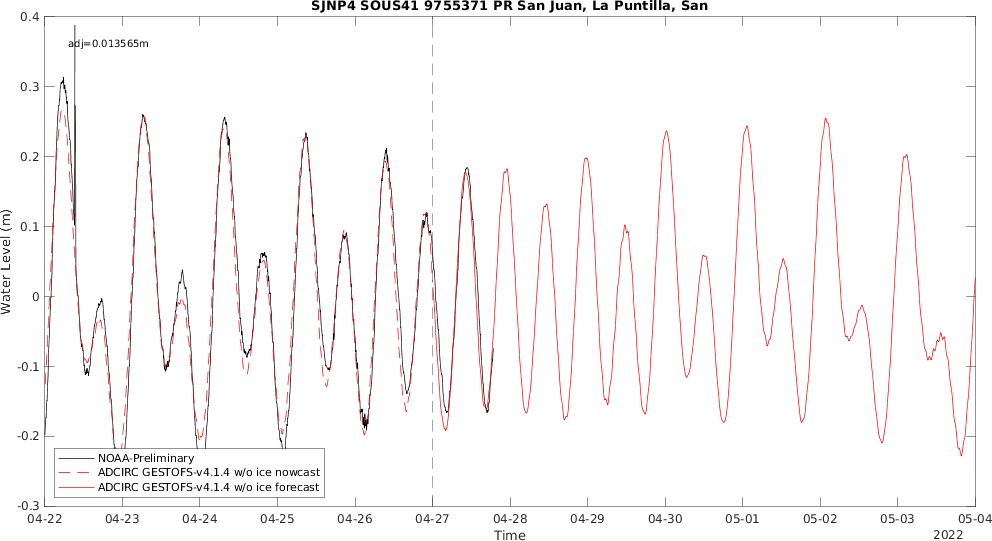 SJNP4 SOUS41 9755371 PR San Juan, La Puntilla, San
adj=0.013565m
Water Level (m)
0.4
0.3
0.2
0.1
0
-0.1
-0.2
-0.3
NOAA-Preliminary
ADCIRC GESTOFS-v4.1.4 w/o ice nowcast
ADCIRC GESTOFS-v4.1.4 w/o ice forecast
04-22 04-23 04-24 04-25 04-26 04-27 04-28 04-29 04-30 05-01 05-02 05-03 05-04
Time
2022